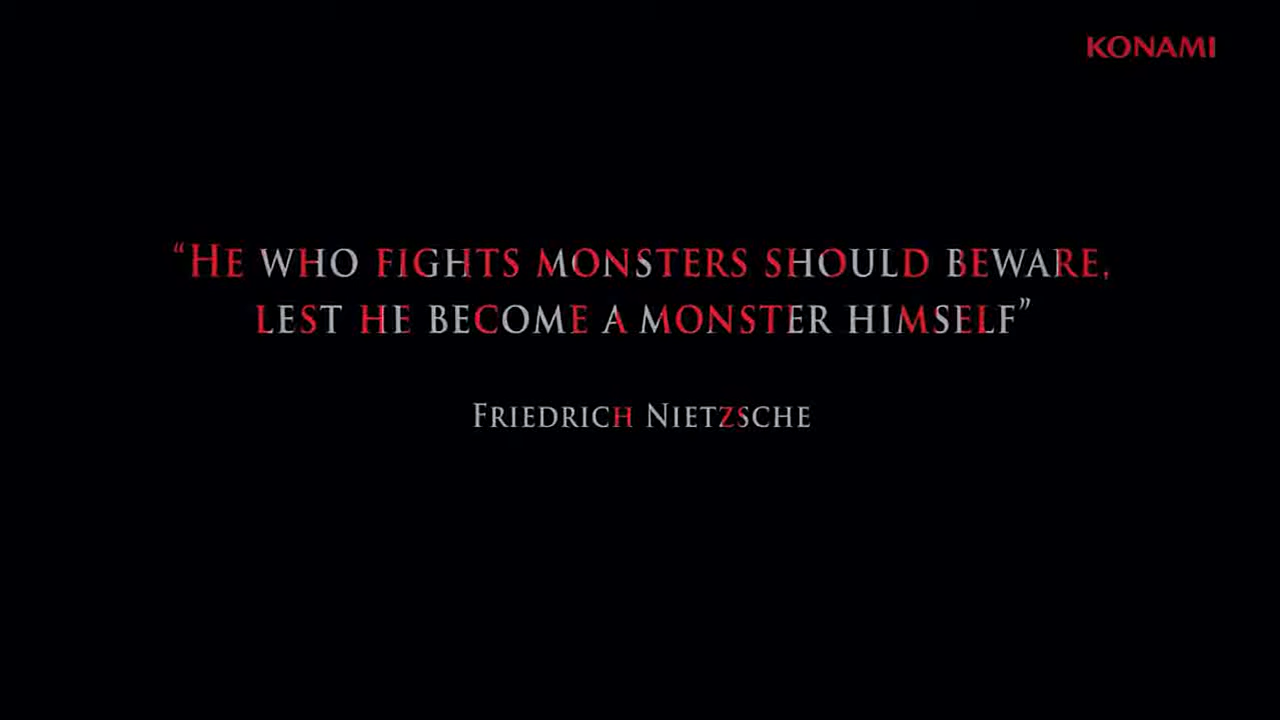 KONAMI
“HE WHO FIGHTS MONSTERS SHOULD BEWARE,
LEST HE BECOME A MONSTER HIMSELF”
FRIEDRICH NIETZSCHE